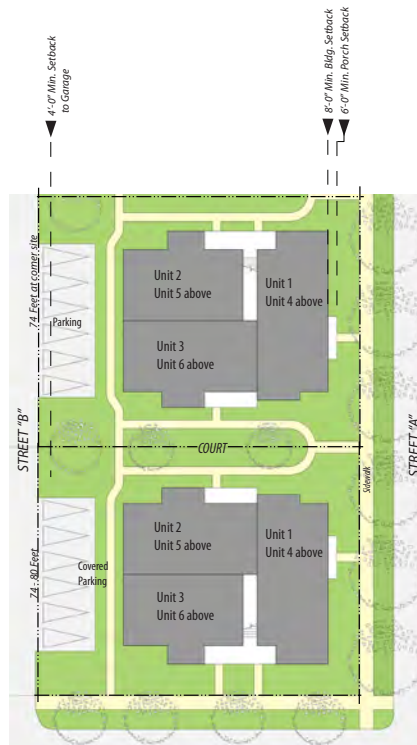 4'-0" Min. Setback
to Garage
8'-0" Min. Bldg. Setback
6'-0" Min. Porch Setback
74 Feet at corner site
Parking
Unit 2
Unit 5 above
Unit 1
Unit 4 above
Unit 3
Unit 6 above
STREET "B"
COURT
STREET "A"
Sidewalk
74 - 80 Feet
Covered
Parking
Unit 2
Unit 5 above
Unit 1
Unit 4 above
Unit 3
Unit 6 above